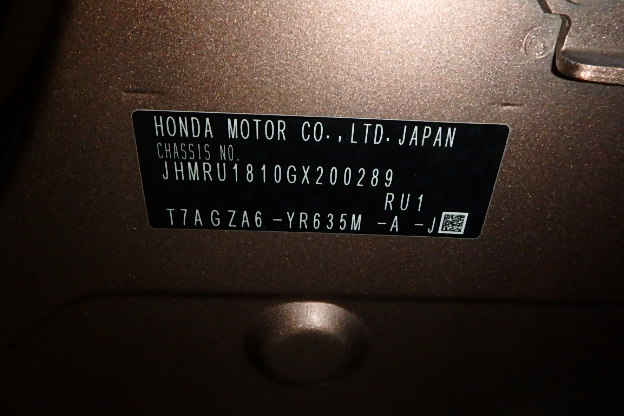 HONDA MOTOR CO.,LTD.JAPAN
CHASSIS NO.
JHMRU1810GX200289
RU1
T7AGZA6-YR635M -A -J